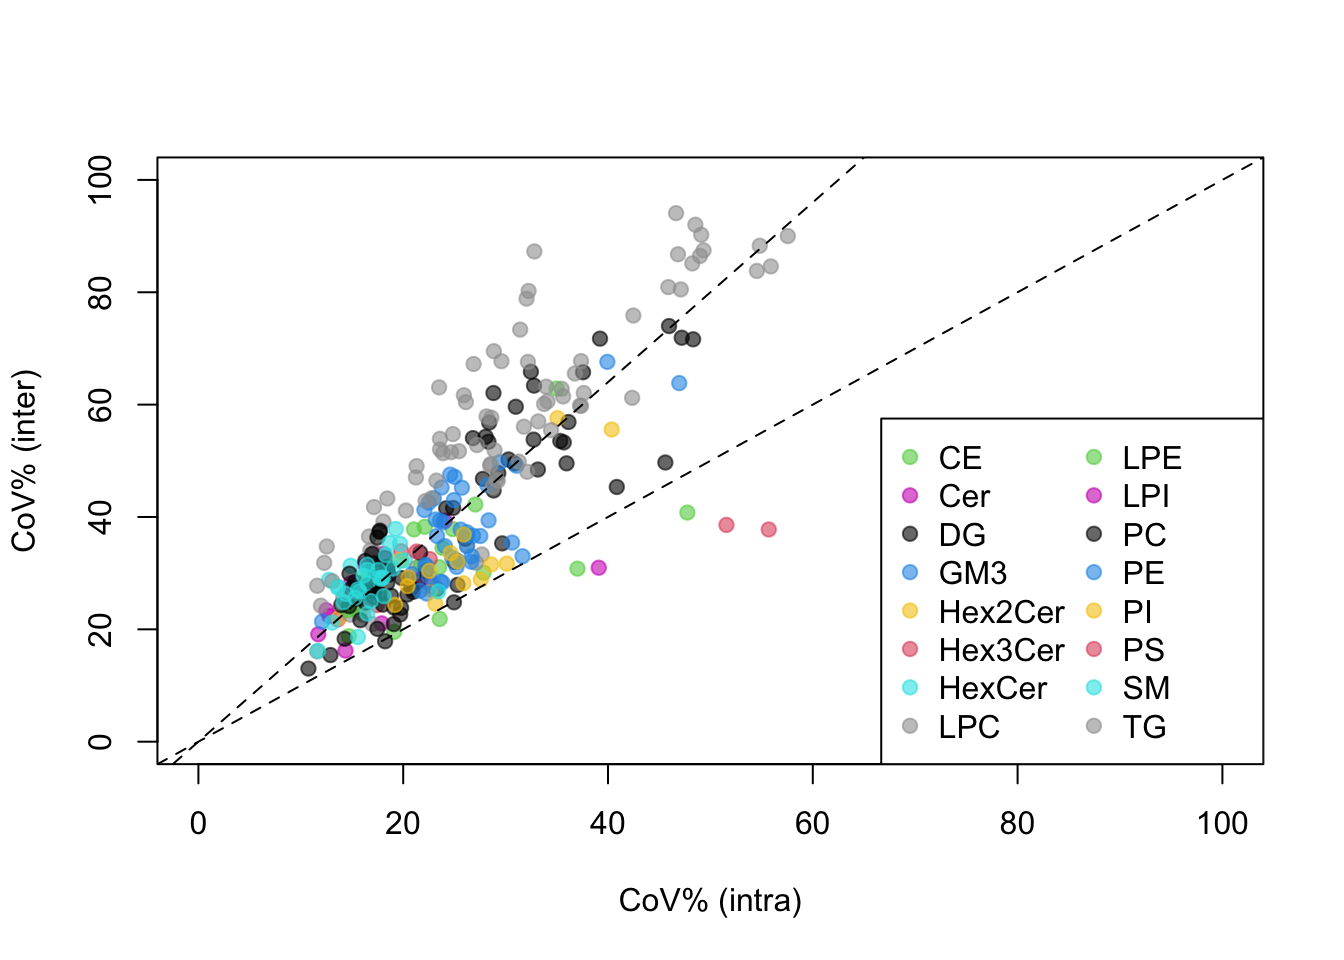 100
80
60
40
20
0
CoV% (inter)
CE LPE
Cer LPI
DG PC
GM3 PE
Hex2Cer PI
Hex3Cer PS
HexCer SM
LPC TG
0 20 40 60 80 100
CoV% (intra)